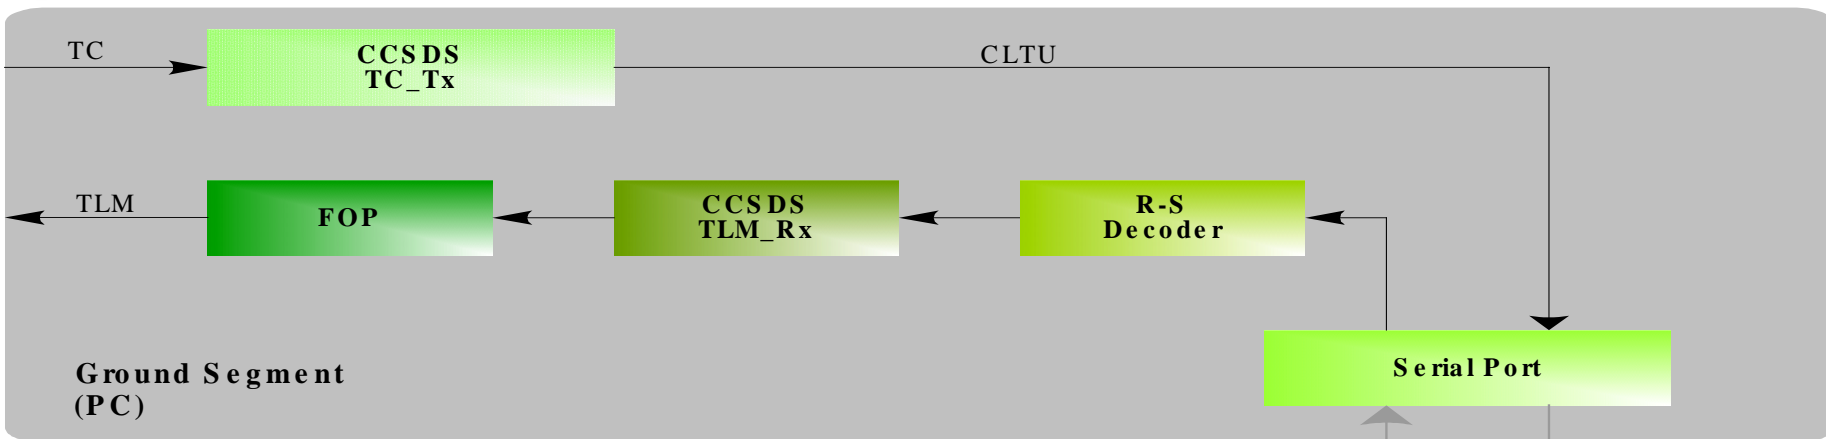 TC
CCSDS
TC_Tx
CLTU
TLM
FOP
CCSDS
TLM_Rx
R-S
Decoder
Serial Port
Ground Segment
(PC)